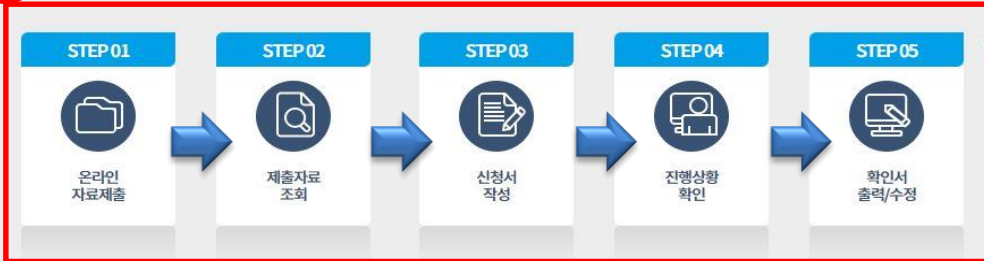 STEP 01
STEP 02
STEP 03
STEP 04
STEP 05
온라인
자료제출
제출자료
조회
신청서
작성
진행상황
확인
확인서
출력/수정